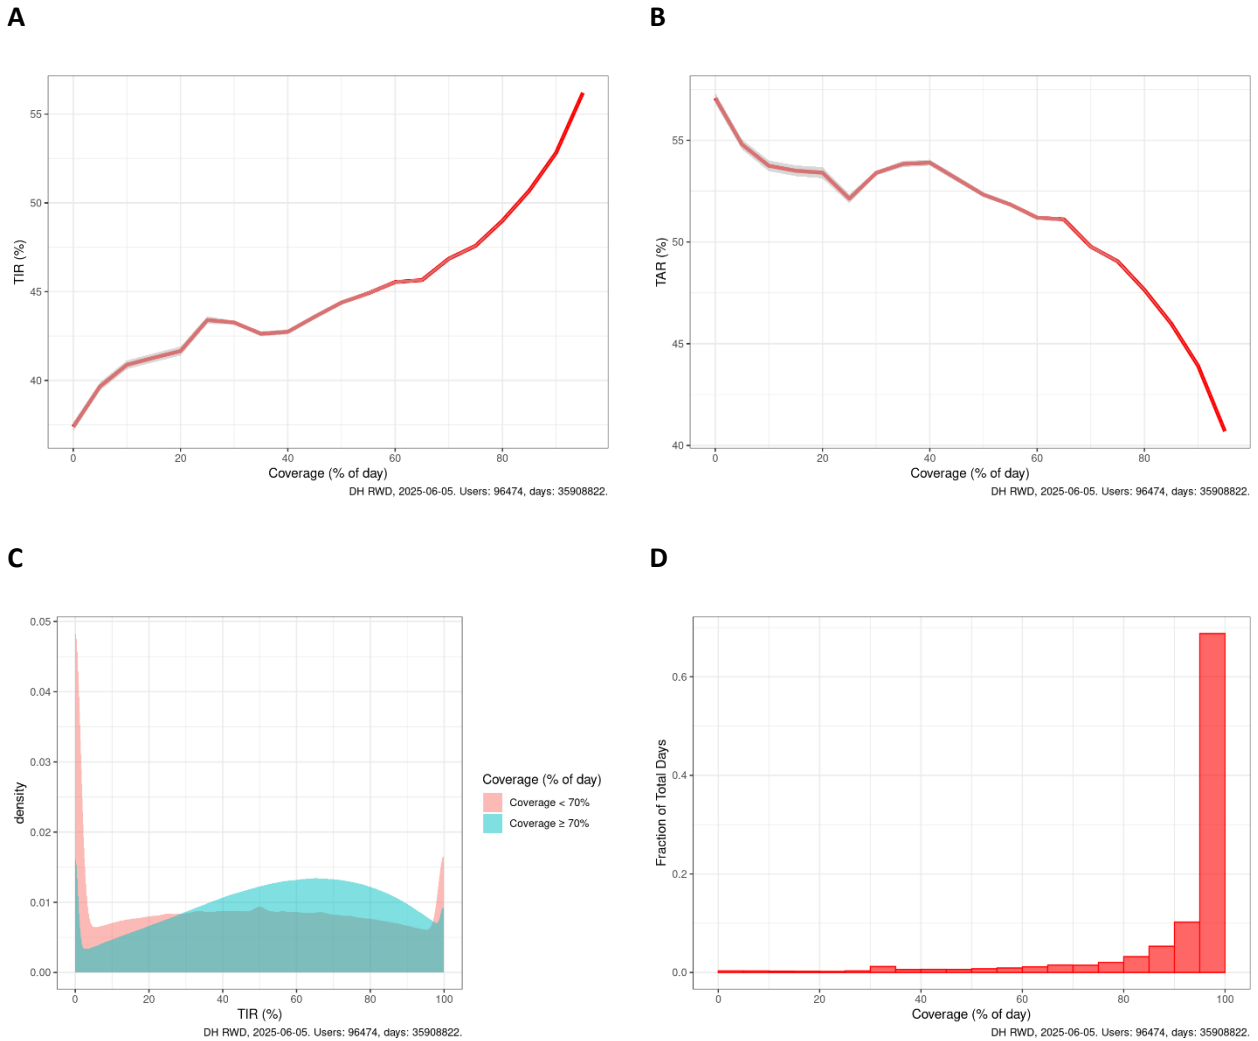 A
55
50
45
40
TIR (%)
0 20 40 60 80
Coverage (% of day)
DH RWD, 2025-06-05. Users: 96474, days: 35908822.
B
55
50
45
40
TAR (%)
0 20 40 60 80
Coverage (% of day)
DH RWD, 2025-06-05. Users: 96474, days: 35908822.
C
0.05
0.04
0.03
0.02
0.01
0.00
density
0 20 40 60 80 100
TIR (%)
Coverage (% of day)
Coverage < 70%
Coverage ≥ 70%
DH RWD, 2025-06-05. Users: 96474, days: 35908822.
D
0.6
0.4
0.2
0.0
Fraction of Total Days
0 20 40 60 80 100
Coverage (% of day)
DH RWD, 2025-06-05. Users: 96474, days: 35908822.